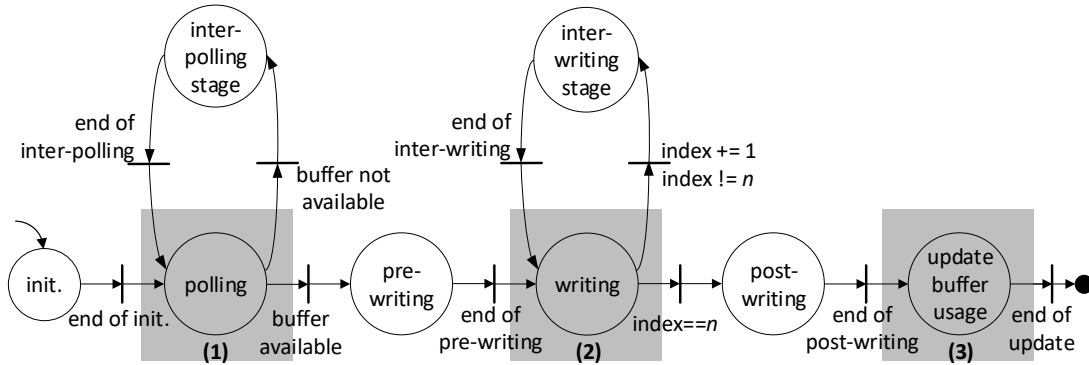 inter-
polling
stage
inter-
writing
stage
end of
inter-polling
buffer not
available
end of
inter-writing
index += 1
index != n
init.
end of init.
polling
(1)
buffer
available
pre-
writing
end of
pre-writing
writing
(2)
index==n
post-
writing
end of
post-writing
update
buffer
usage
(3)
end of
update